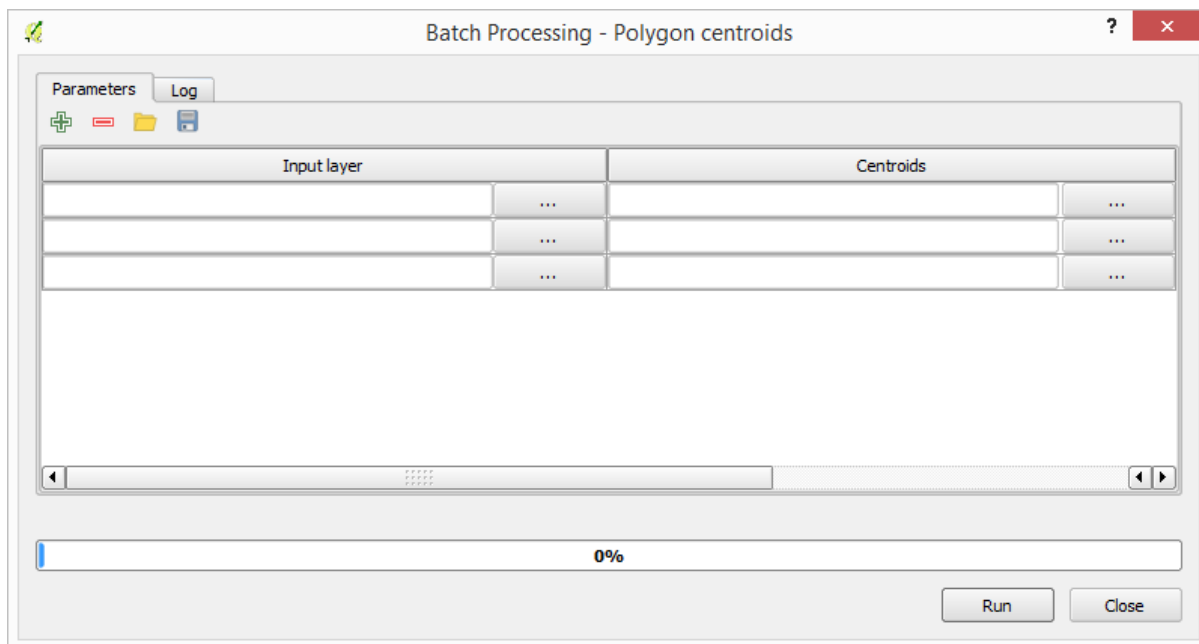 Batch Processing - Polygon centroids ?
Parameters Log
Input layer Centroids
... ...
... ...
... ...
0%
Run Close